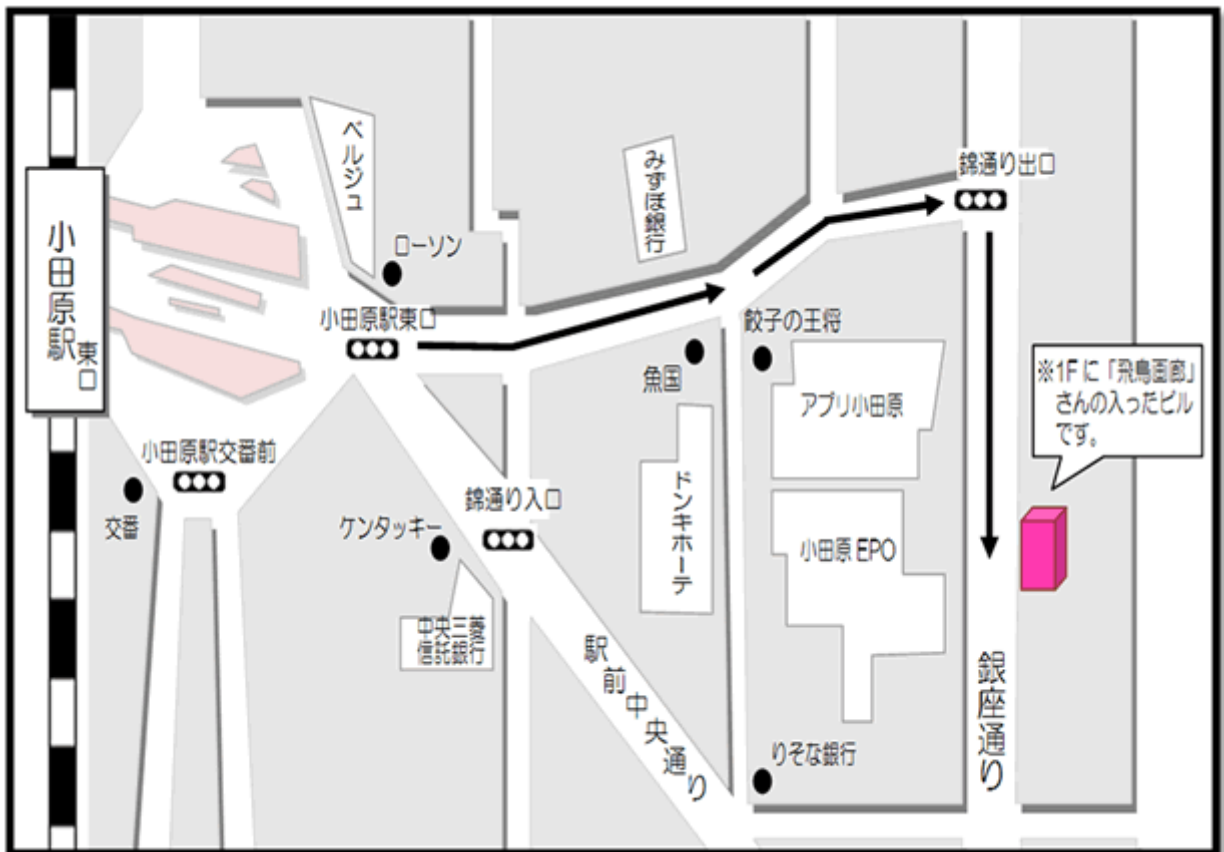 ベルジュ
みずほ銀行
錦通り出口
小田原駅
東口
ローソン
小田原駅東口
餃子の王将
魚国
アプリ小田原
※1Fに「飛鳥画廊」
さんの入ったビル
です。
小田原駅交番前
交番
錦通り入口
ケンタッキー
ドンキホーテ
小田原 EPO
中央三菱
信託銀行
駅前中央通り
銀座通り
りそな銀行